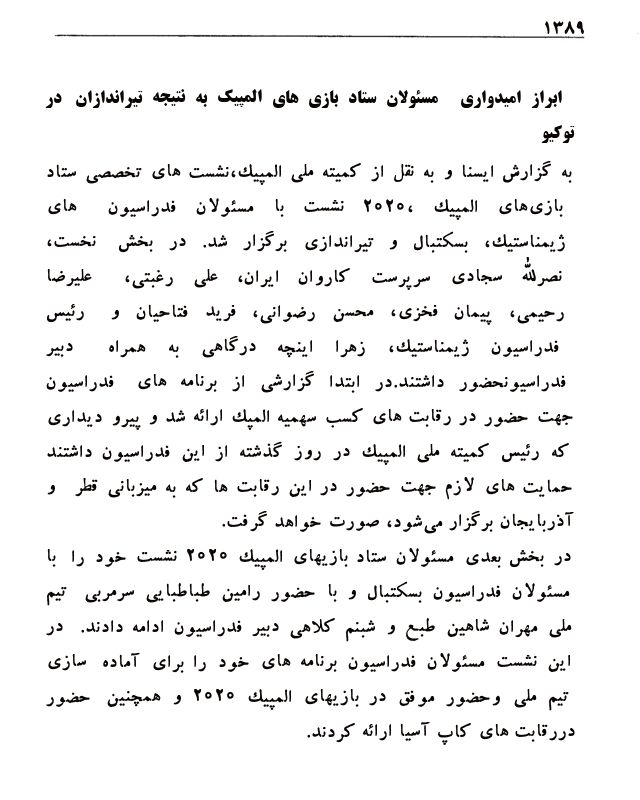 ۱۳۸۹
ابراز امیدواری مسئولان ستاد بازی های المپیک به نتیجه تیراندازان در
توکیو
به گزارش ایسنا و به نقل از کمیته ملی المپیك،نشست های تخصصی ستاد
بازی‌های المپیك ،۲۰۲۰ نشست با مسئولان فدراسیون های
ژیمناستیك، بسکتبال و تیراندازی برگزار شد. در بخش نخست،
نصرالله سجادی سرپرست کاروان ایران، علی رغبتی، علیرضا
رحیمی، پیمان فخزی، محسن رضوانی، فرید فتاحیان و رئیس
فدراسیون ژیمناستیك، زهرا اینچه درگاهی به همراه دبیر
فدراسیونحضور داشتند.در ابتدا گزارشی از برنامه های فدراسیون
جهت حضور در رقابت های کسب سهمیه المپك ارائه شد و پیرو دیداری
که رئیس کمیته ملی المپیك در روز گذشته از این فدراسیون داشتند
حمایت های لازم جهت حضور در این رقابت ها که به میزبانی قطر و
آذربایجان برگزار می‌شود، صورت خواهد گرفت.
در بخش بعدی مسئولان ستاد بازیهای المپیك ۲۰۲۰ نشست خود را با
مسئولان فدراسیون بسکتبال و با حضور رامین طباطبایی سرمربی تیم
ملی مهران شاهین طبع و شبنم کلاهی دبیر فدراسیون ادامه دادند. در
این نشست مسئولان فدراسیون برنامه های خود را برای آماده سازی
تیم ملی وحضور موفق در بازیهای المپیك ۲۰۲۰ و همچنین حضور
دررقابت های کاپ آسیا ارائه کردند.